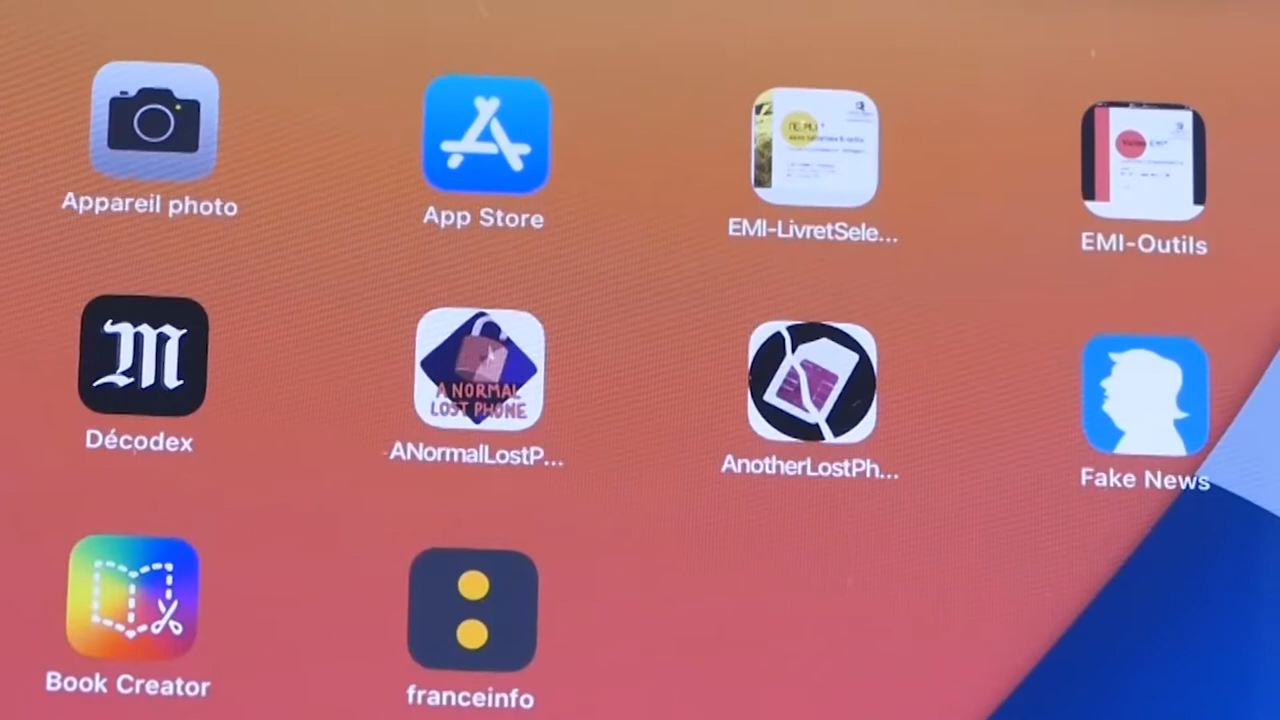 Appareil photo
App Store
EMI-LivretSele...
EMI-Outils
A NORMAL
LOST PHONE
Décodex
ANormalLostP...
AnotherLostPh...
Fake News
Book Creator
franceinfo